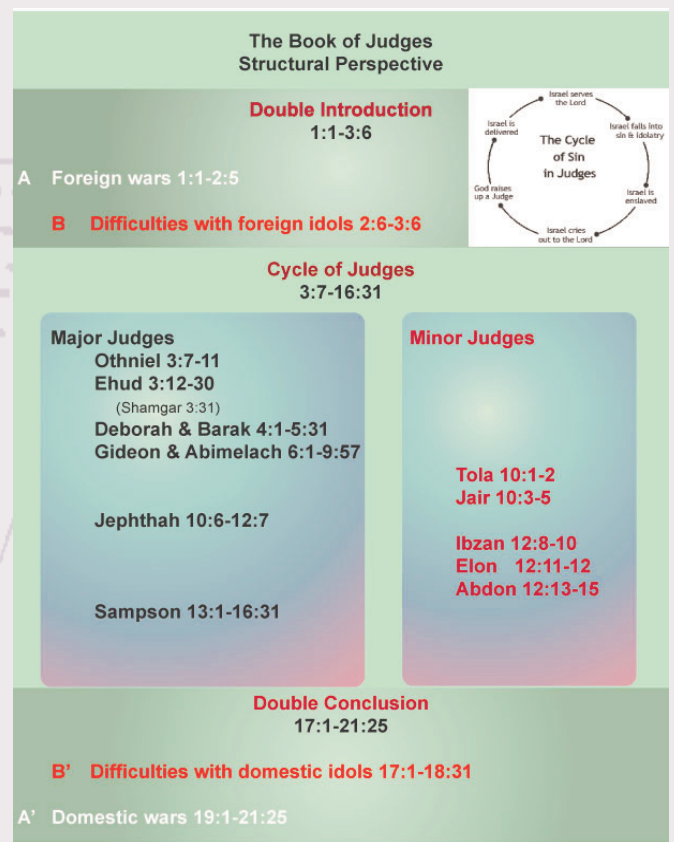 The Book of Judges
Structural Perspective
Double Introduction
1:1-3:6
A Foreign wars 1:1-2:5
B Difficulties with foreign idols 2:6-3:6
The Cycle
of Sin
in Judges
Israel serves
the Lord
Israel falls into
sin & idolatry
Israel is
enslaved
Israel cries
out to the Lord
God raises
up a Judge
Israel is
delivered
Cycle of Judges
3:7-16:31
Major Judges
Othniel 3:7-11
Ehud 3:12-30
(Shamgar 3:31)
Deborah & Barak 4:1-5:31
Gideon & Abimelach 6:1-9:57
Jephthah 10:6-12:7
Sampson 13:1-16:31
Minor Judges
Tola 10:1-2
Jair 10:3-5
Ibzan 12:8-10
Elon 12:11-12
Abdon 12:13-15
Double Conclusion
17:1-21:25
B’ Difficulties with domestic idols 17:1-18:31
A’ Domestic wars 19:1-21:25